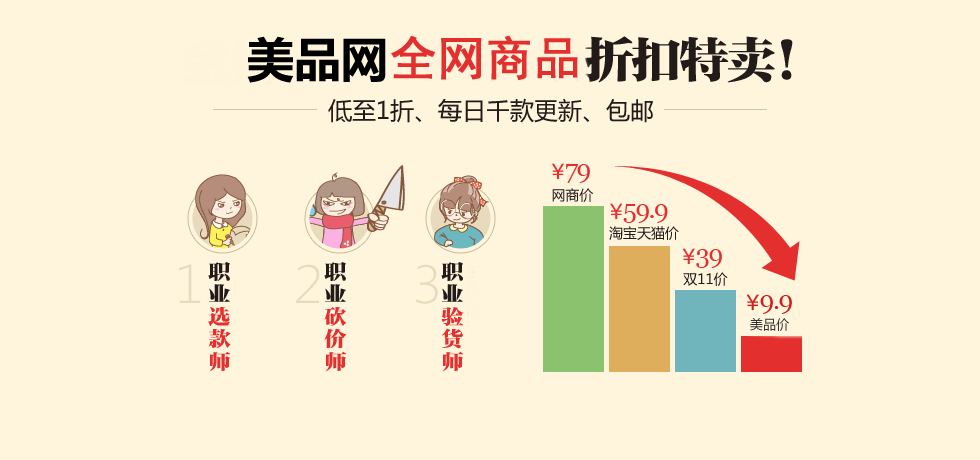 美品网全网商品折扣特卖!
低至1折、每日千款更新、包邮
1
职业选款师
2
职业砍价师
3
职业验货师
¥79
网商价
¥59.9
淘宝天猫价
¥39
双11价
¥9.9
美品价